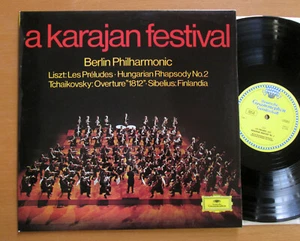 a karajan festival
Berlin Philharmonic
Liszt: Les Préludes · Hungarian Rhapsody No. 2
Tchaikovsky: Overture "1812" · Sibelius: Finlandia